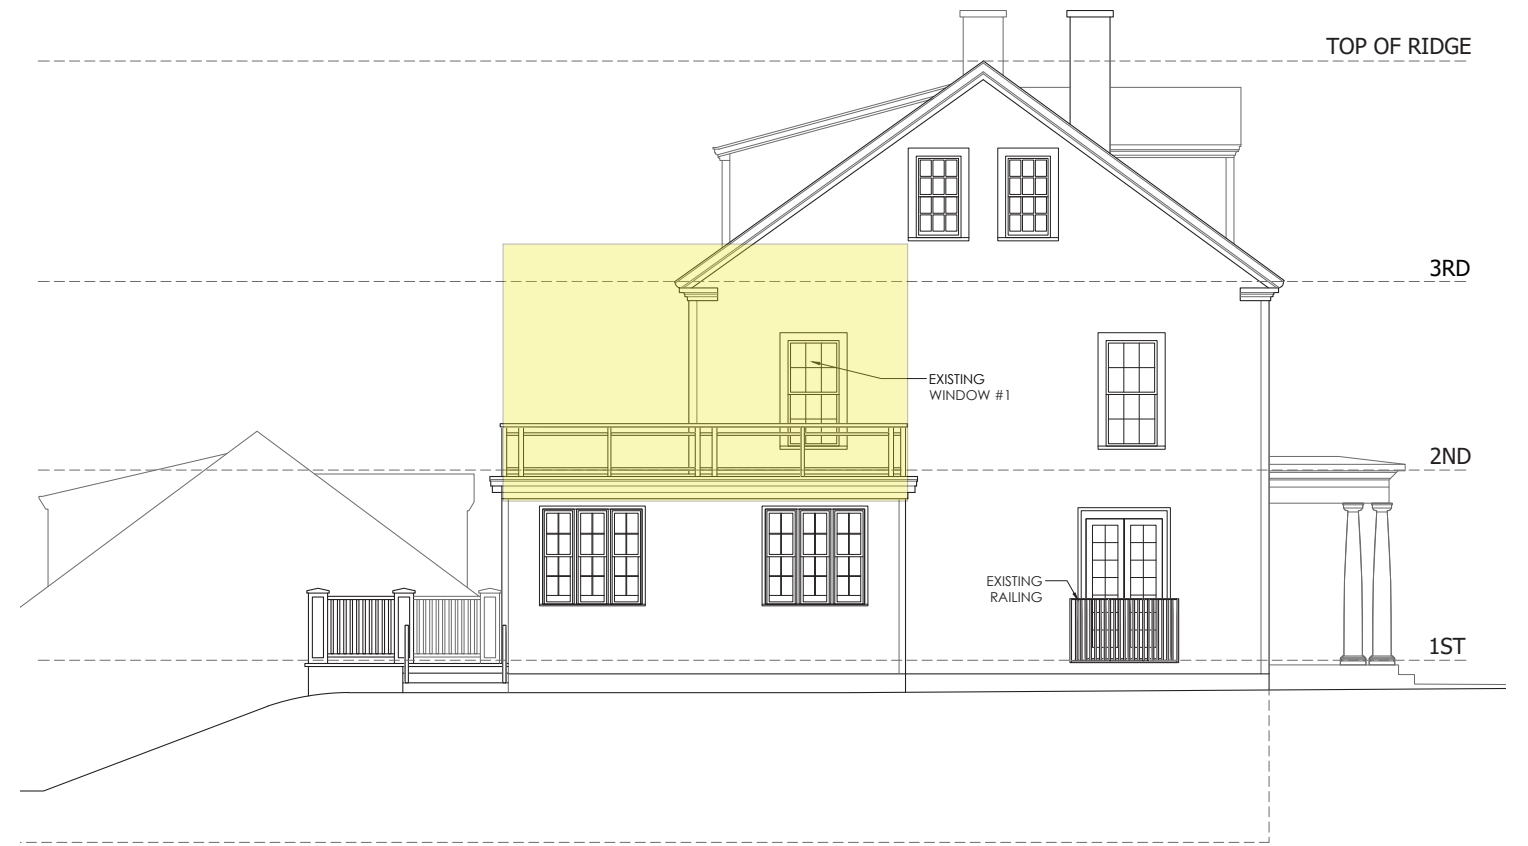 TOP OF RIDGE
3RD
EXISTING
WINDOW #1
2ND
EXISTING
RAILING
1ST